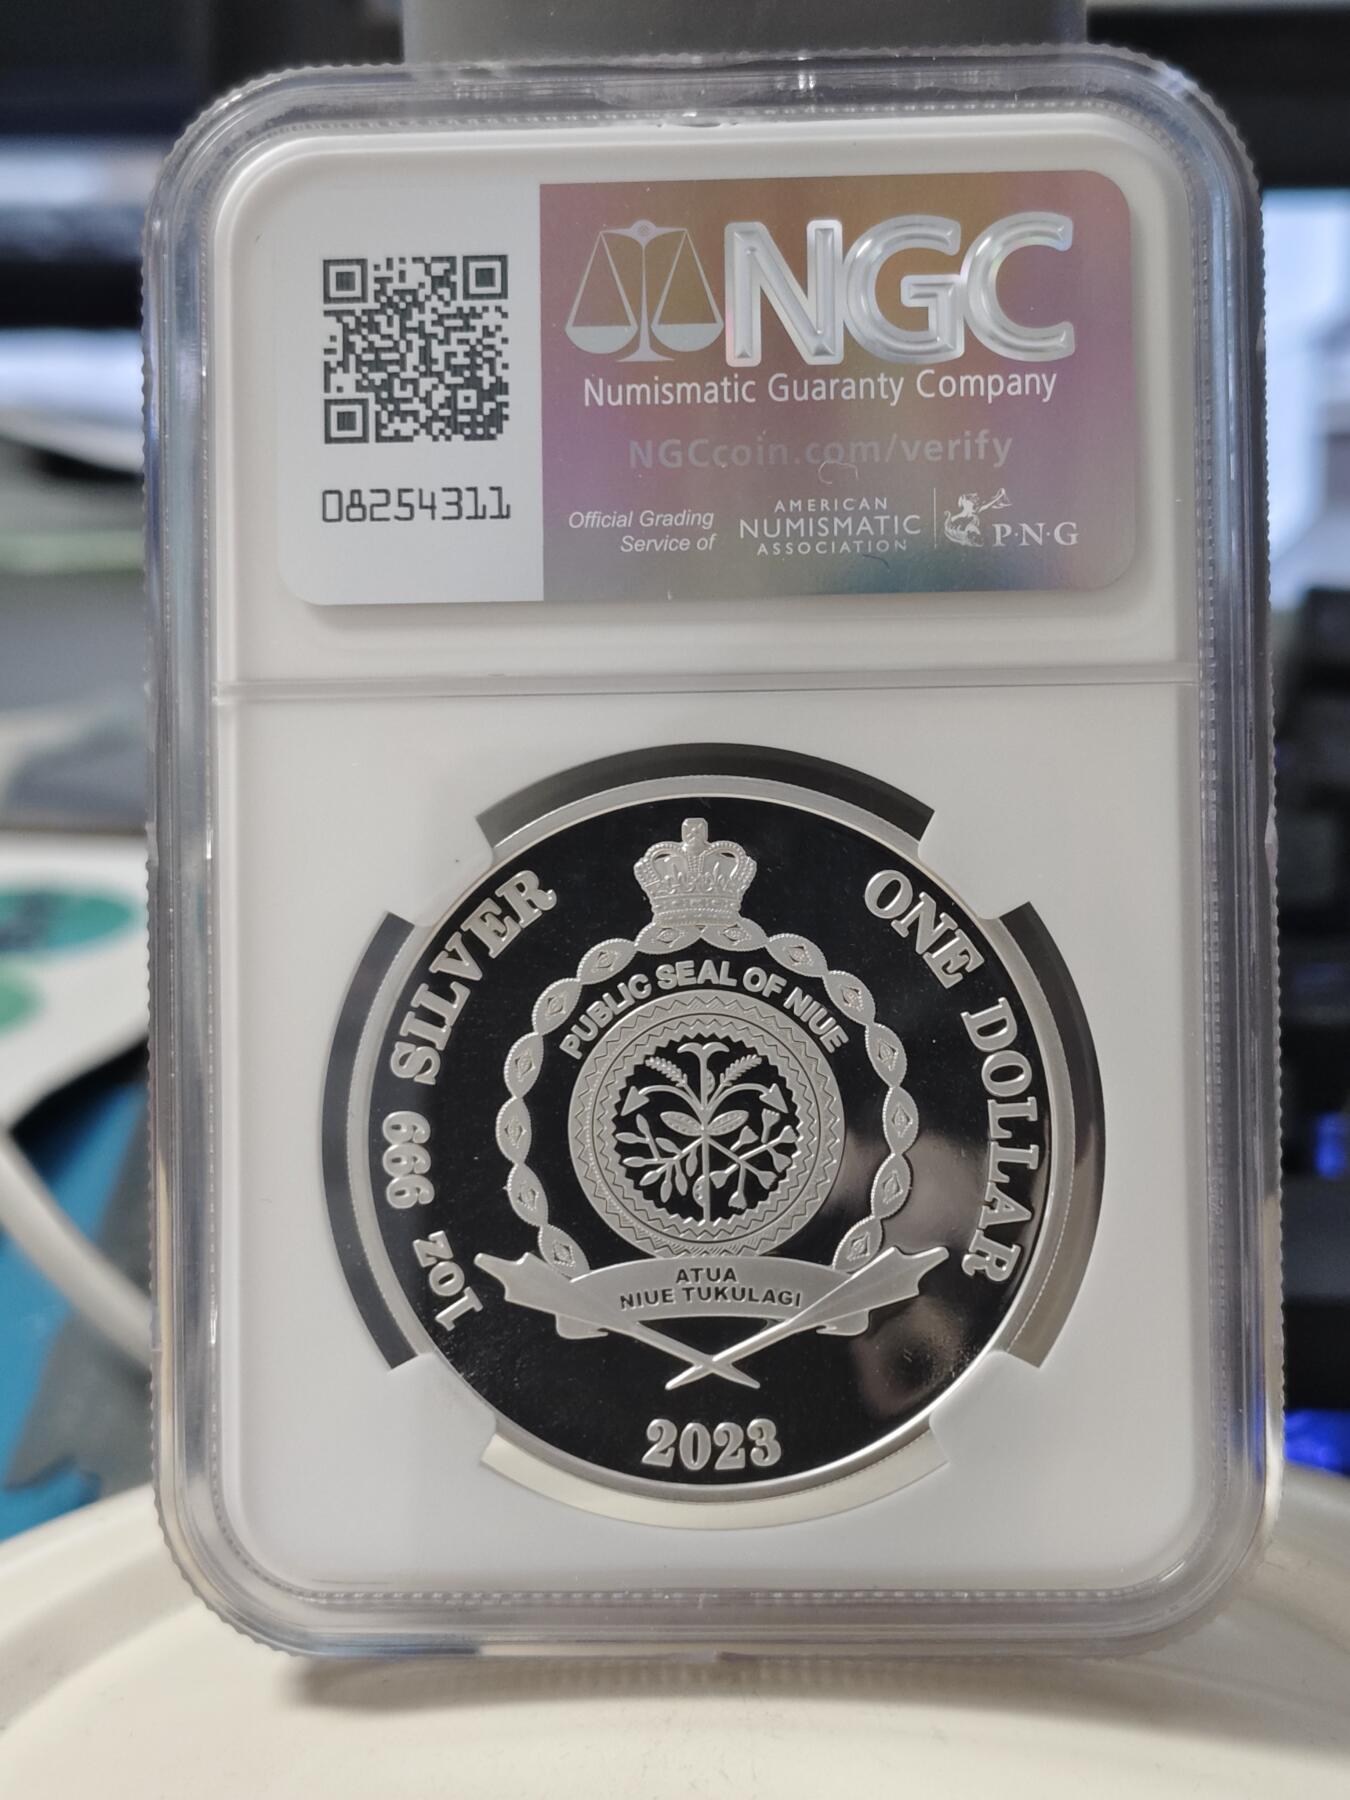 NGC
Numismatic Guaranty Company
NGCcoin.com/verify
08254311
Official Grading
Service of
AMERICAN
NUMISMATIC
ASSOCIATION
P·N·G
1oz 999 SILVER
ONE DOLLAR
PUBLIC SEAL OF NIUE
ATUA
NIUE TUKULAGI
2023